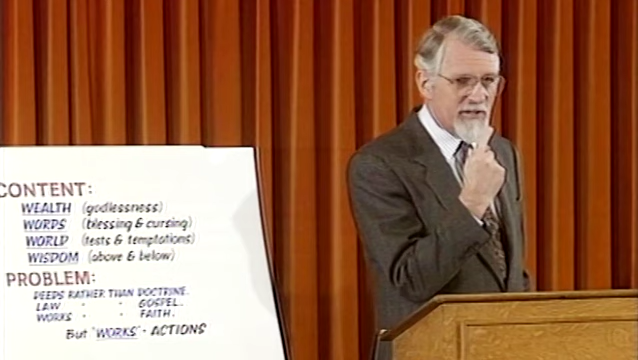 CONTENT:
WEALTH (godlessness)
WORDS (blessing & cursing)
WORLD (tests & temptations)
WISDOM (above & below)
PROBLEM:
DEEDS RATHER THAN DOCTRINE.
LAW " " GOSPEL.
WORKS " " FAITH.
But "WORKS" = ACTIONS